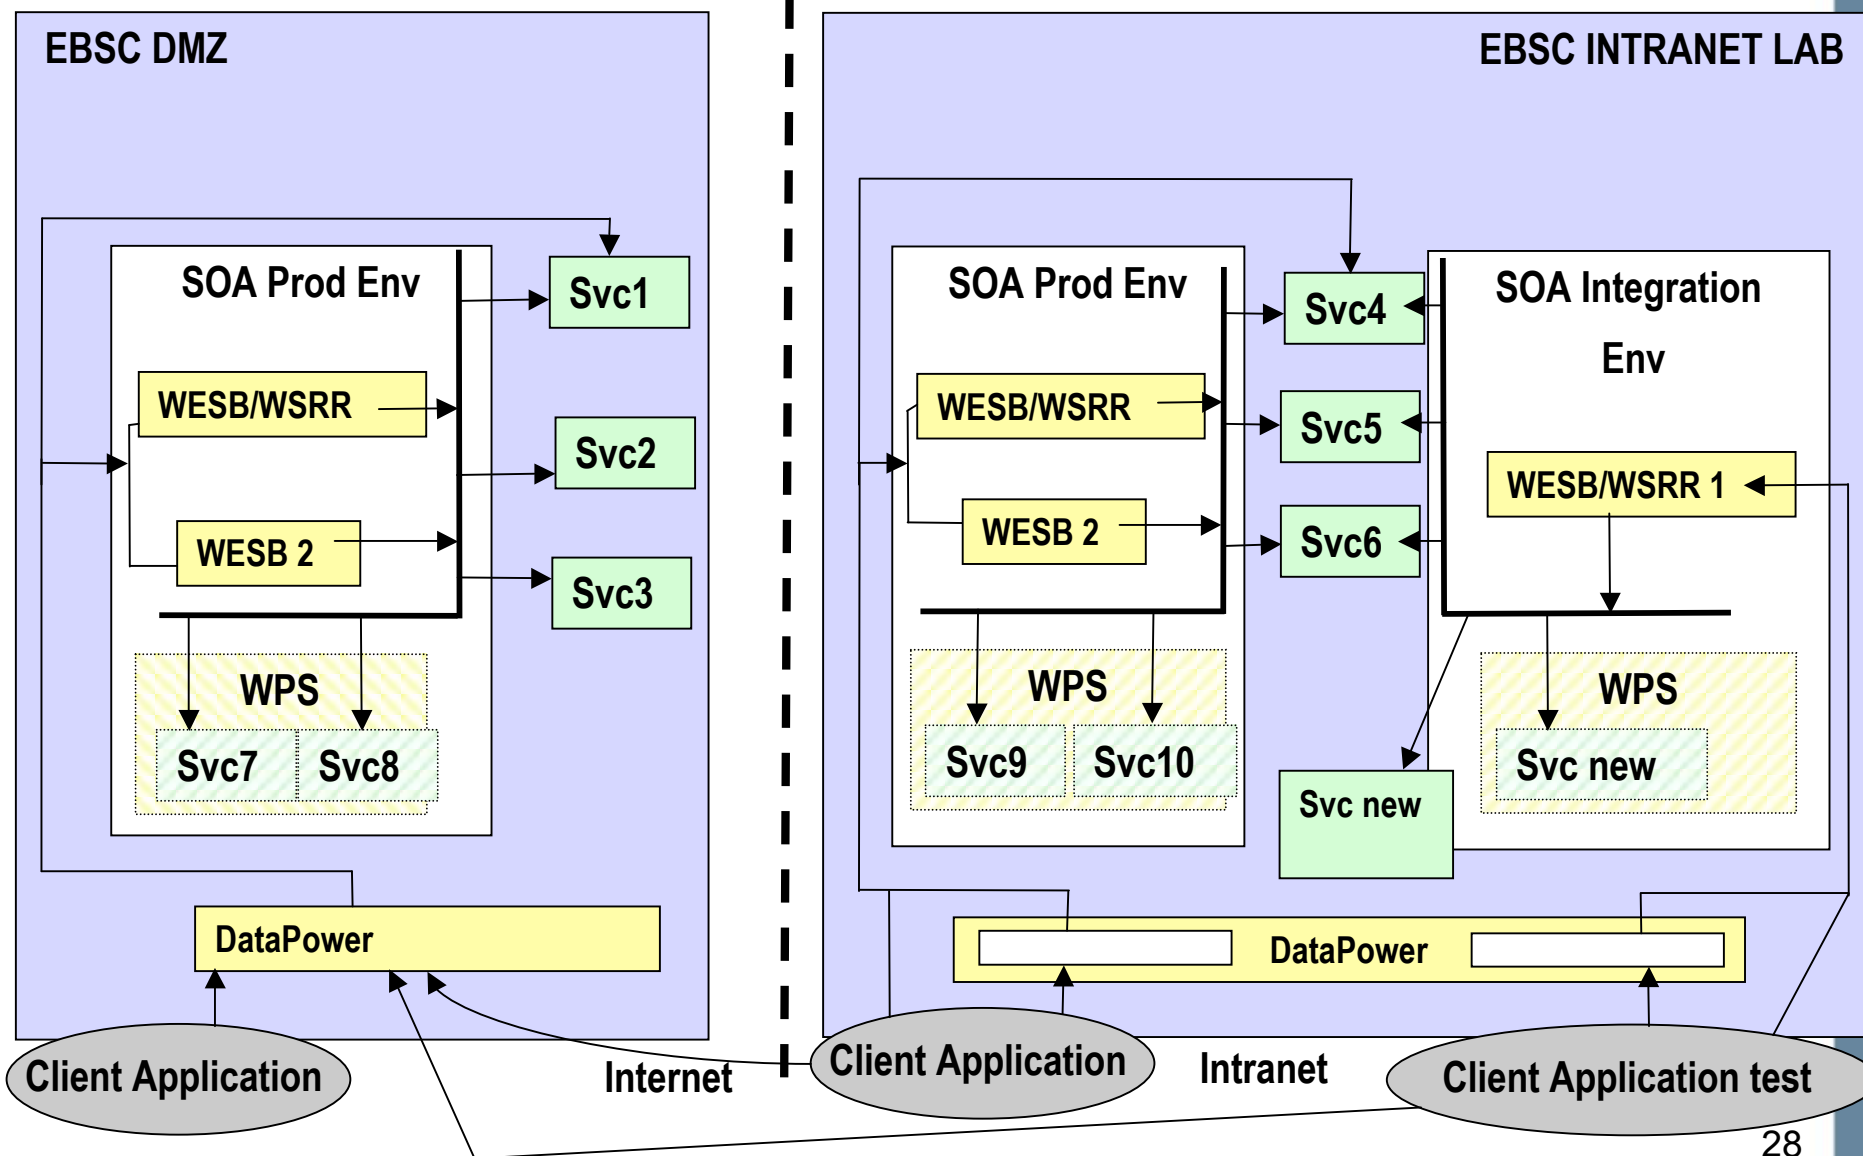 EBSC DMZ
SOA Prod Env
Svc1
WESB/WSRR
Svc2
WESB 2
Svc3
WPS
Svc7
Svc8
DataPower
Client Application
Internet
EBSC INTRANET LAB
SOA Prod Env
Svc4
SOA Integration
Env
WESB/WSRR
Svc5
WESB/WSRR 1
WESB 2
Svc6
WPS
WPS
Svc9
Svc10
Svc new
Svc new
DataPower
Client Application
Intranet
Client Application test
28